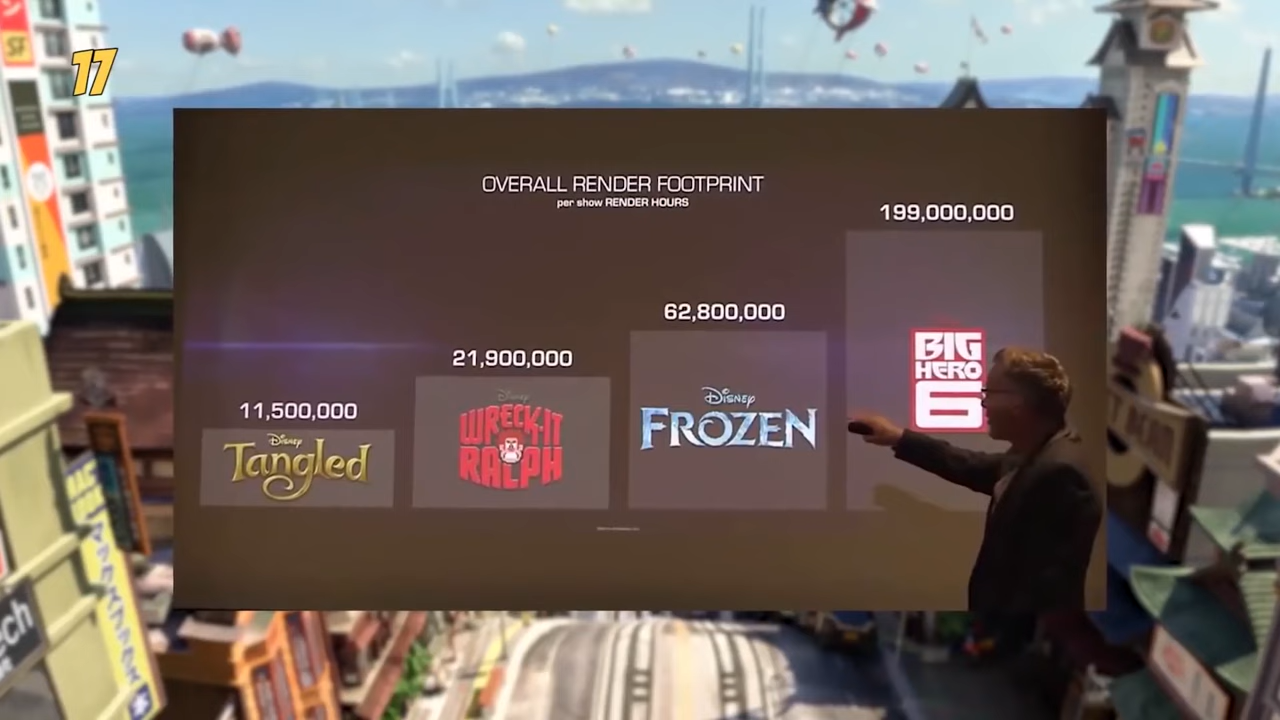 17
SF
OVERALL RENDER FOOTPRINT
per show RENDER HOURS
199,000,000
62,800,000
21,900,000
11,500,000
Disney
Tangled
Disney
WRECK-IT
RALPH
Disney
FROZEN
BIG
HERO
6